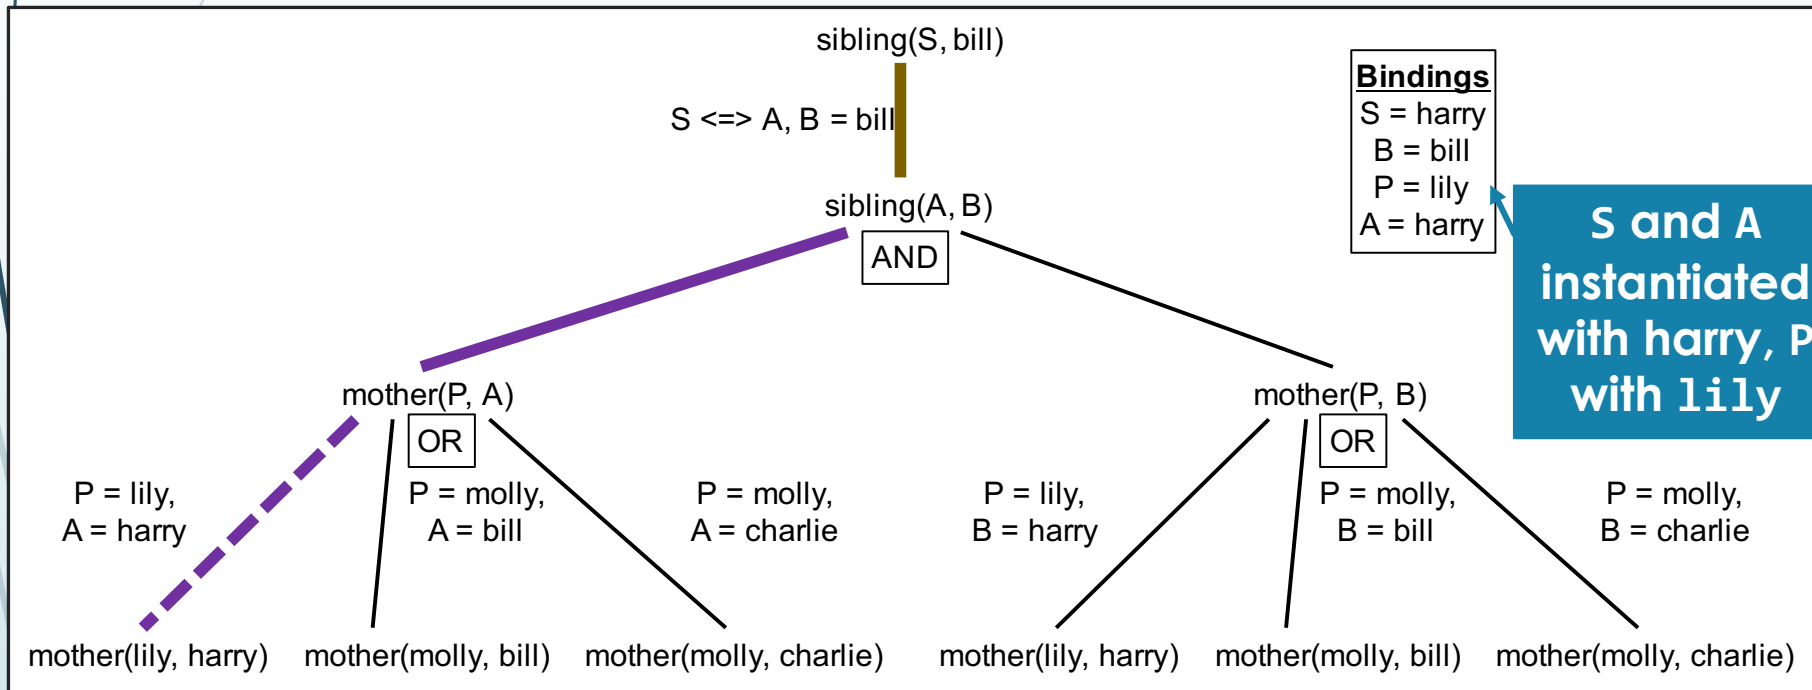 sibling(S, bill)
S <=> A, B = bill
Bindings
S = harry
B = bill
P = lily
A = harry
sibling(A, B)
AND
S and A
instantiated
with harry, P
with lily
mother(P, A)
OR
mother(P, B)
OR
P = lily,
A = harry
P = molly,
A = bill
P = molly,
A = charlie
P = lily,
B = harry
P = molly,
B = bill
P = molly,
B = charlie
mother(lily, harry)
mother(molly, bill)
mother(molly, charlie)
mother(lily, harry)
mother(molly, bill)
mother(molly, charlie)